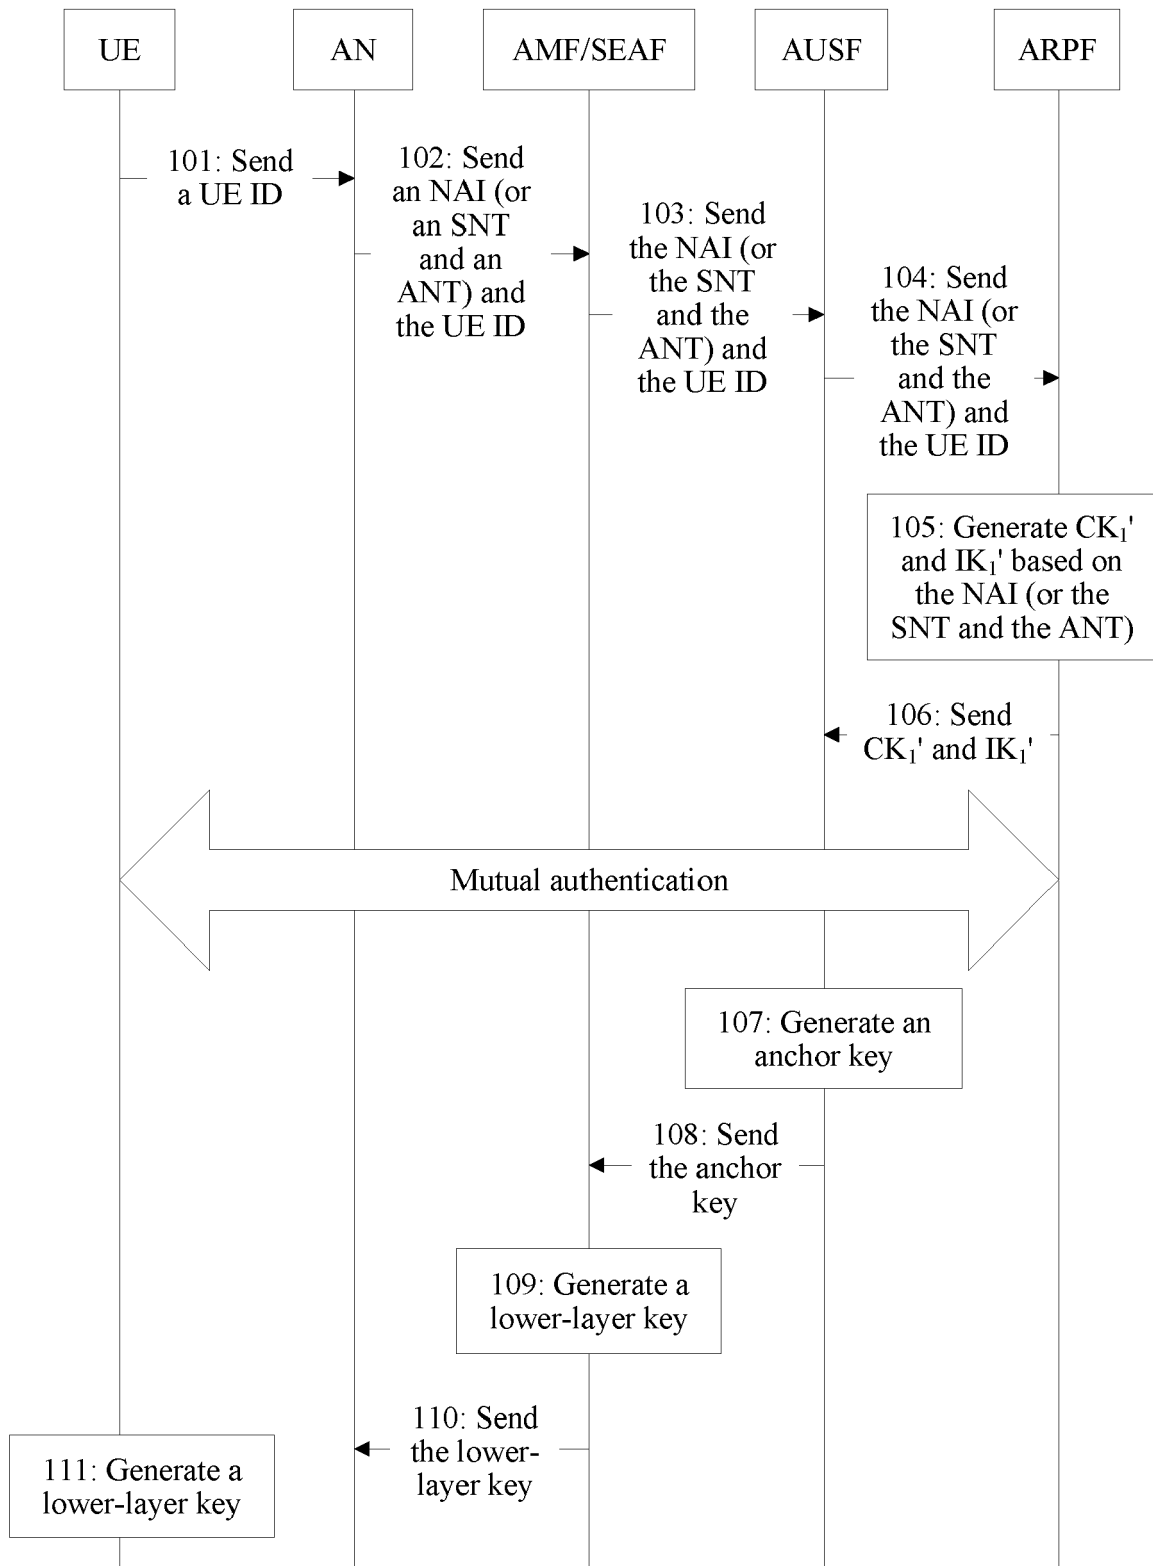 UE
AN
AMF/SEAF
AUSF
ARPF
101: Send
a UE ID
102: Send
an NAI (or
an SNT
and an
ANT) and
the UE ID
103: Send
the NAI (or
the SNT
and the
ANT) and
the UE ID
104: Send
the NAI (or
the SNT
and the
ANT) and
the UE ID
105: Generate CK₁'
and IK₁' based on
the NAI (or the
SNT and the ANT)
106: Send
CK₁' and IK₁'
Mutual authentication
107: Generate an
anchor key
108: Send
the anchor
key
109: Generate a
lower-layer key
110: Send
the lower-
layer key
111: Generate a
lower-layer key